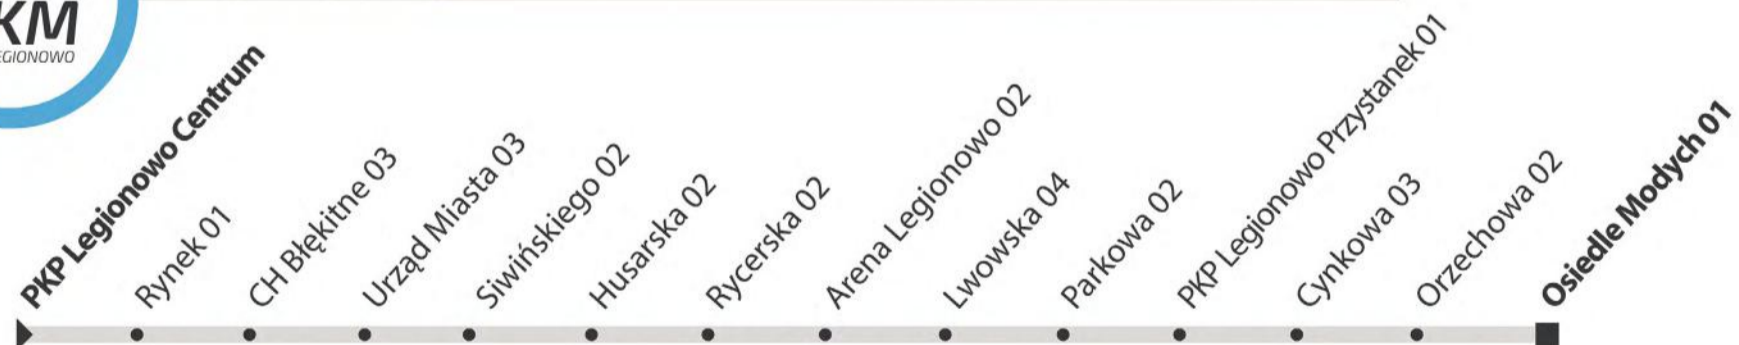 KM
EGIONOWO
PKP Legionowo Centrum
Rynek 01
CH Błękitne 03
Urząd Miasta 03
Siwińskiego 02
Husarska 02
Rycerska 02
Arena Legionowo 02
Lwowska 04
Parkowa 02
PKP Legionowo Przystanek 01
Cynkowa 03
Orzechowa 02
Osiedle Modych 01